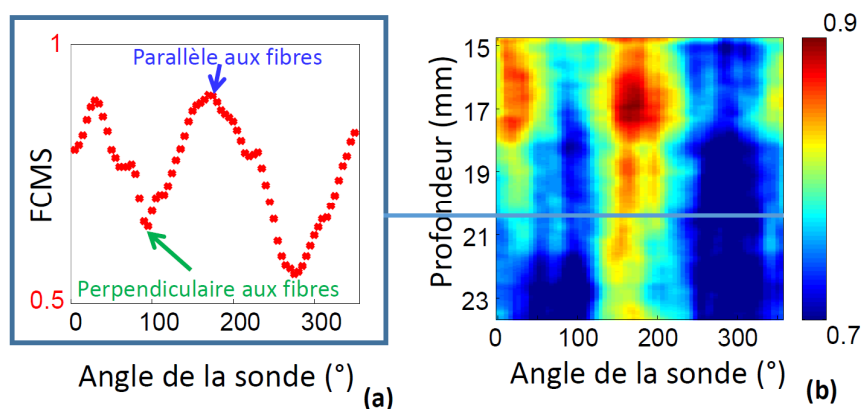 1
Parallèle aux fibres
FCMS
Perpendiculaire aux fibres
0.5
0 100 200 300
Angle de la sonde (°)
(a)
0.9
15
17
19
21
23
Profondeur (mm)
0 100 200 300
0.7
Angle de la sonde (°)
(b)